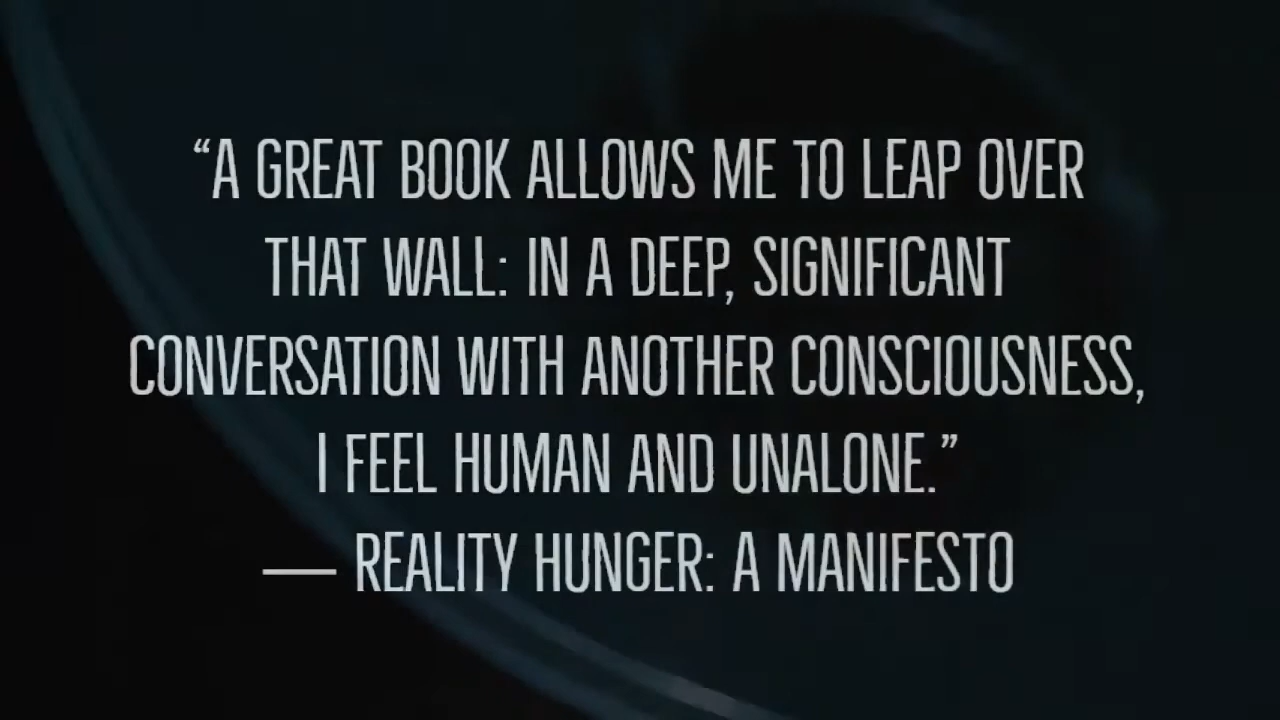 “A GREAT BOOK ALLOWS ME TO LEAP OVER
THAT WALL: IN A DEEP, SIGNIFICANT
CONVERSATION WITH ANOTHER CONSCIOUSNESS,
I FEEL HUMAN AND UNALONE.”
— REALITY HUNGER: A MANIFESTO